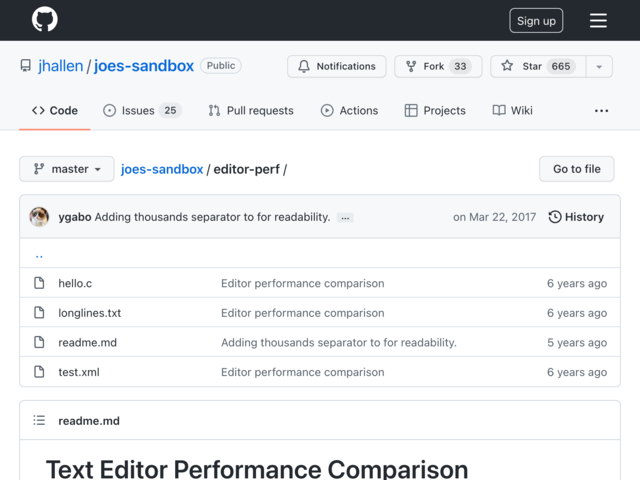 Sign up
jhallen / joes-sandbox Public
Notifications Fork 33 Star 665
Code Issues 25 Pull requests Actions Projects Wiki ...
master joes-sandbox / editor-perf / Go to file
ygabo Adding thousands separator to for readability. ... on Mar 22, 2017 History
..
hello.c Editor performance comparison 6 years ago
longlines.txt Editor performance comparison 6 years ago
readme.md Adding thousands separator to for readability. 5 years ago
test.xml Editor performance comparison 6 years ago
readme.md
Text Editor Performance Comparison